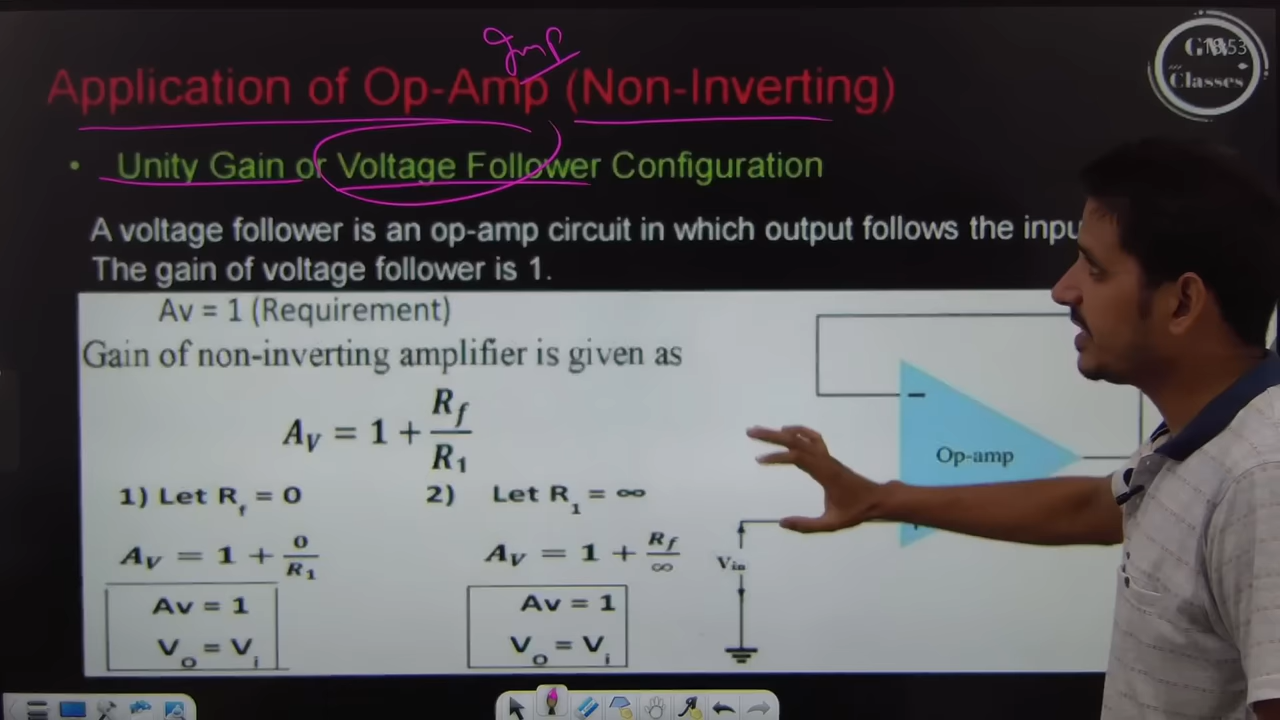 Imp
Application of Op-Amp (Non-Inverting)
• Unity Gain or Voltage Follower Configuration
A voltage follower is an op-amp circuit in which output follows the inpu
The gain of voltage follower is 1.
Av = 1 (Requirement)
Gain of non-inverting amplifier is given as
A_V = 1 + R_f / R_1
1) Let R_f = 0
2) Let R_1 = ∞
A_V = 1 + 0 / R_1
A_V = 1 + R_f / ∞
Av = 1
V_o = V_i
Av = 1
V_o = V_i
−
Op-amp
V_in
18:53
Classes